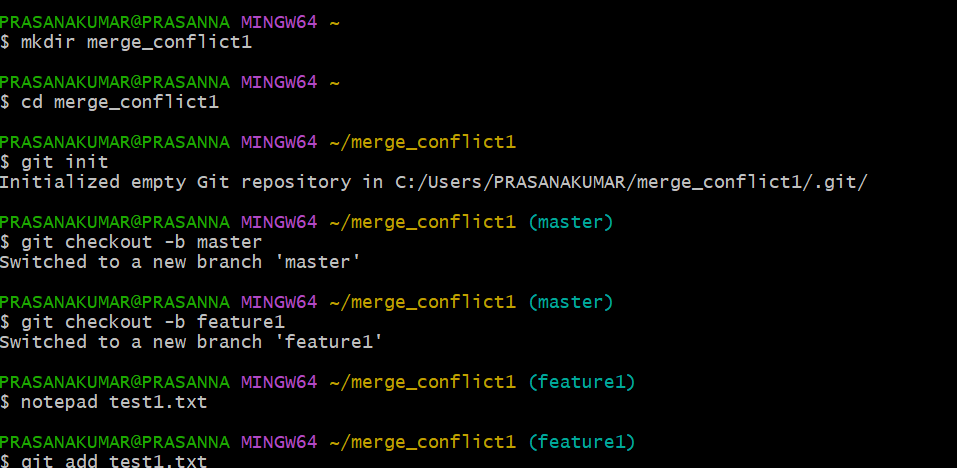 PRASANAKUMAR@PRASANNA MINGW64 ~
$ mkdir merge_conflict1
PRASANAKUMAR@PRASANNA MINGW64 ~
$ cd merge_conflict1
PRASANAKUMAR@PRASANNA MINGW64 ~/merge_conflict1
$ git init
Initialized empty Git repository in C:/Users/PRASANAKUMAR/merge_conflict1/.git/
PRASANAKUMAR@PRASANNA MINGW64 ~/merge_conflict1 (master)
$ git checkout -b master
Switched to a new branch 'master'
PRASANAKUMAR@PRASANNA MINGW64 ~/merge_conflict1 (master)
$ git checkout -b feature1
Switched to a new branch 'feature1'
PRASANAKUMAR@PRASANNA MINGW64 ~/merge_conflict1 (feature1)
$ notepad test1.txt
PRASANAKUMAR@PRASANNA MINGW64 ~/merge_conflict1 (feature1)
$ git add test1.txt